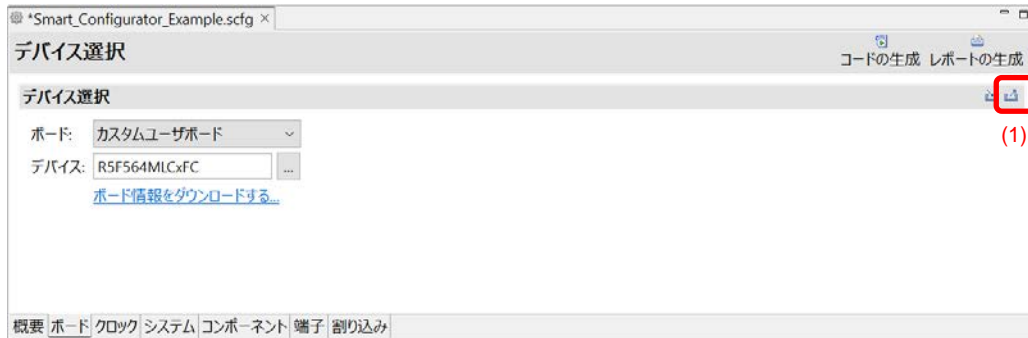 *Smart_Configurator_Example.scfg ×
デバイス選択
コードの生成 レポートの生成
デバイス選択
(1)
ボード: カスタムユーザボード
デバイス: R5F564MLCxFC ...
ボード情報をダウンロードする...
概要 ボード クロック システム コンポーネント 端子 割り込み